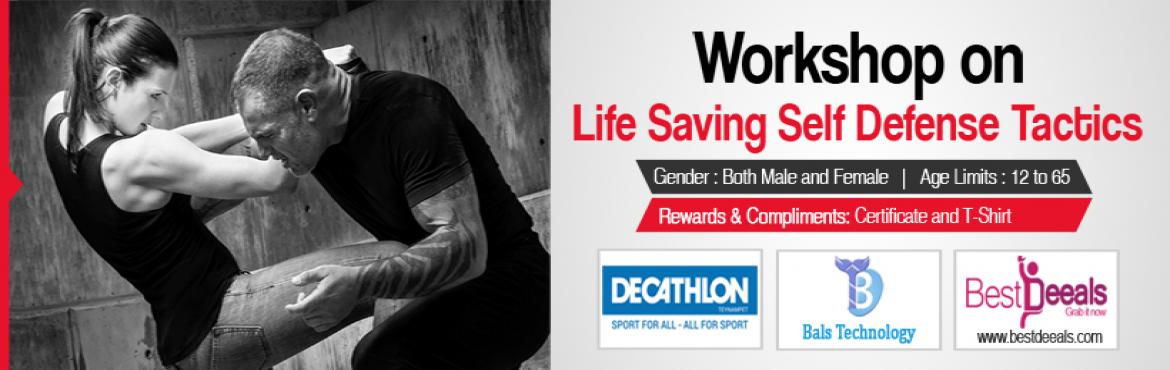 Workshop on
Life Saving Self Defense Tactics
Gender : Both Male and Female | Age Limits : 12 to 65
Rewards & Compliments: Certificate and T-Shirt
DECATHLON
TEYNAMPET
SPORT FOR ALL - ALL FOR SPORT
B
Bals Technology
BestDeeals
Grab it now
www.bestdeeals.com